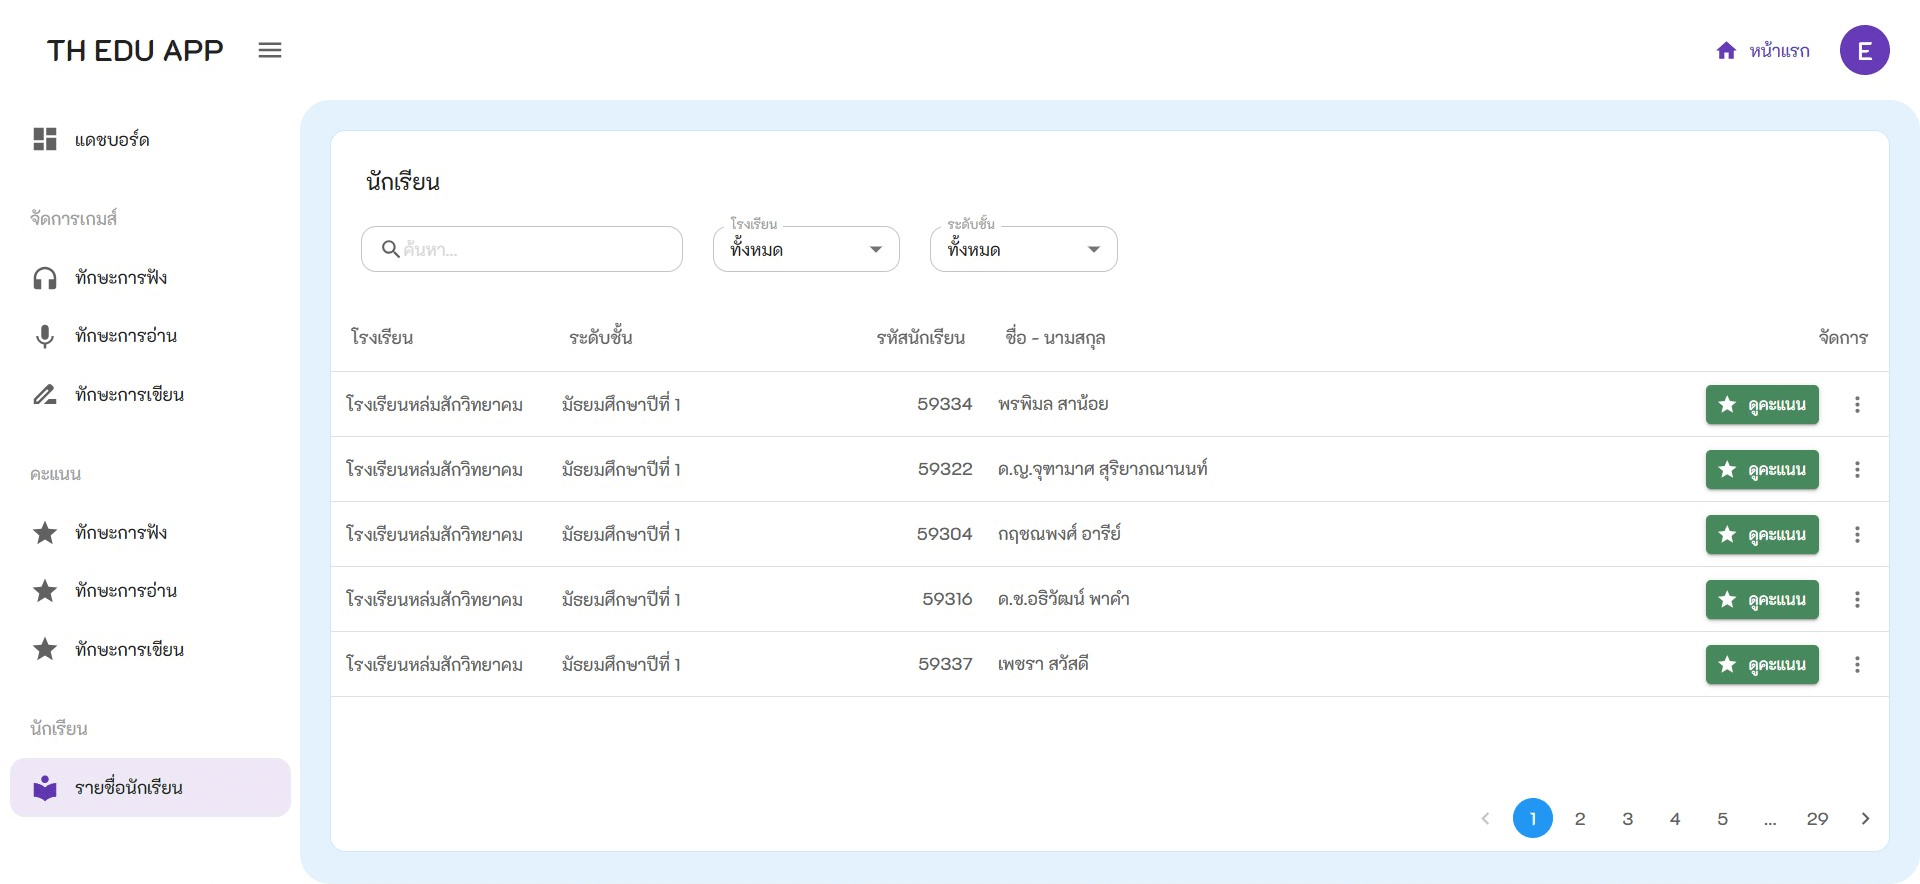 TH EDU APP
หน้าแรก
E
แดชบอร์ด
จัดการเกมส์
ทักษะการฟัง
ทักษะการอ่าน
ทักษะการเขียน
คะแนน
ทักษะการฟัง
ทักษะการอ่าน
ทักษะการเขียน
นักเรียน
รายชื่อนักเรียน
นักเรียน
ค้นหา...
โรงเรียน
ทั้งหมด
ระดับชั้น
ทั้งหมด
โรงเรียน ระดับชั้น รหัสนักเรียน ชื่อ - นามสกุล จัดการ
โรงเรียนหล่มสักวิทยาคม มัธยมศึกษาปีที่ 1 59334 พรพิมล สาน้อย ดูคะแนน
โรงเรียนหล่มสักวิทยาคม มัธยมศึกษาปีที่ 1 59322 ด.ญ.จุฑามาศ สุริยาภณานนท์ ดูคะแนน
โรงเรียนหล่มสักวิทยาคม มัธยมศึกษาปีที่ 1 59304 กฤชณพงศ์ อารีย์ ดูคะแนน
โรงเรียนหล่มสักวิทยาคม มัธยมศึกษาปีที่ 1 59316 ด.ช.อธิวัฒน์ พาคำ ดูคะแนน
โรงเรียนหล่มสักวิทยาคม มัธยมศึกษาปีที่ 1 59337 เพชรา สวัสดี ดูคะแนน
1 2 3 4 5 ... 29